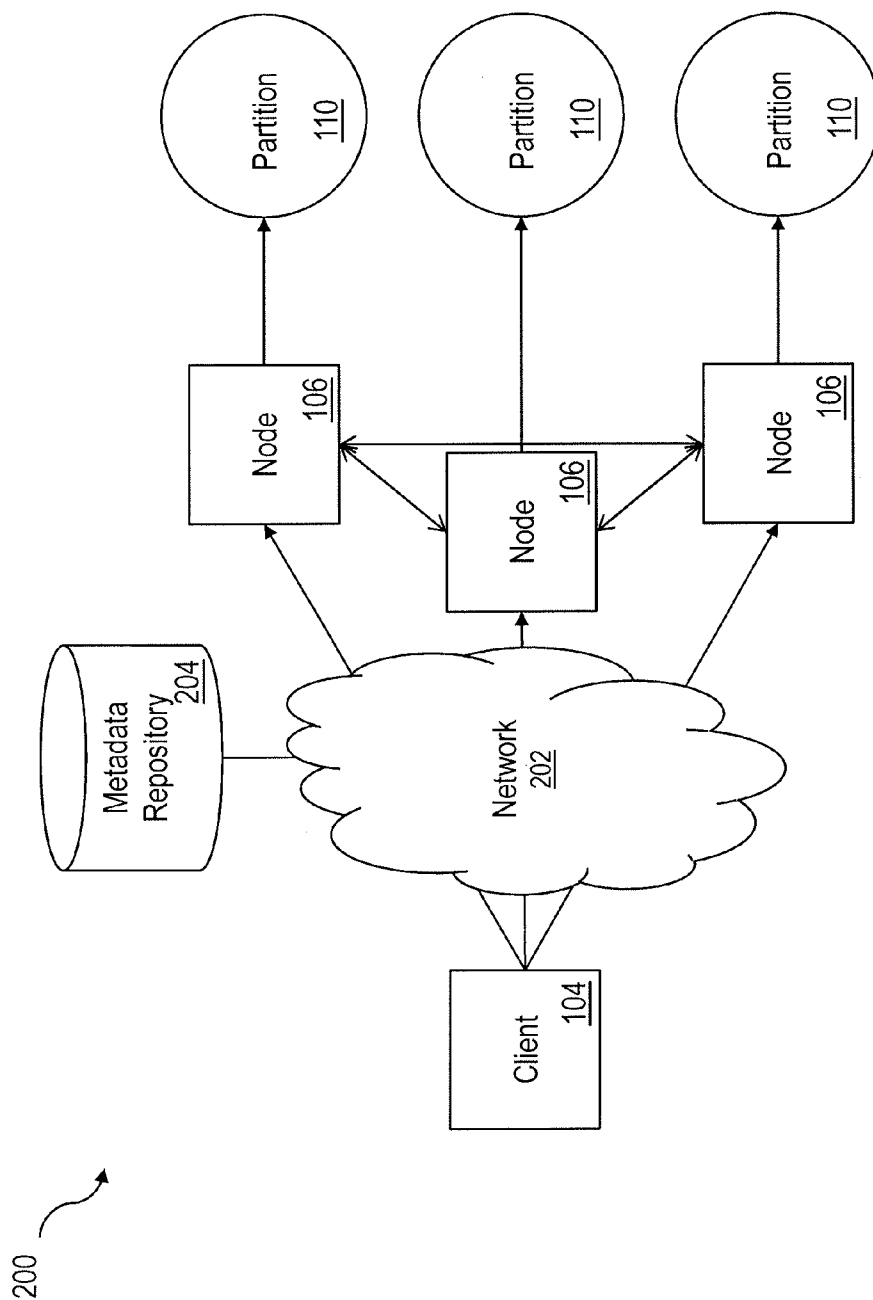 200
Metadata
Repository
204
Client
104
Network
202
Node
106
Node
106
Node
106
Partition
110
Partition
110
Partition
110